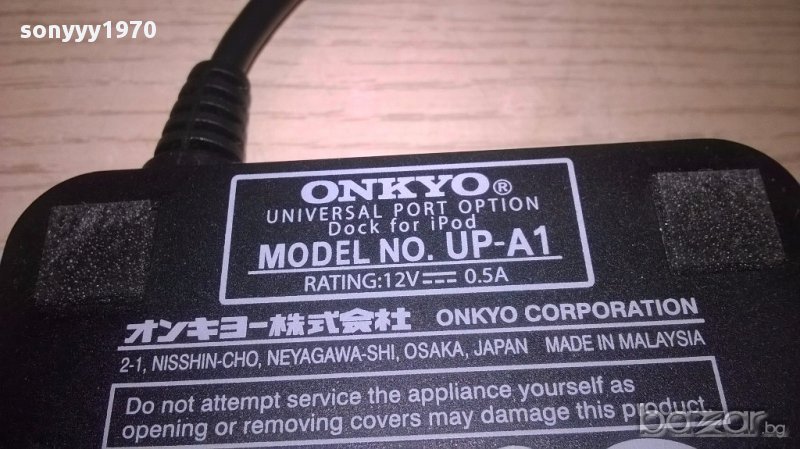 sonyyy1970
ONKYO®
UNIVERSAL PORT OPTION
Dock for iPod
MODEL NO. UP-A1
RATING:12V⎓ 0.5A
オンキヨー株式会社 ONKYO CORPORATION
2-1, NISSHIN-CHO, NEYAGAWA-SHI, OSAKA, JAPAN MADE IN MALAYSIA
Do not attempt service the appliance yourself as
opening or removing covers may damage this product.
bazar.bg